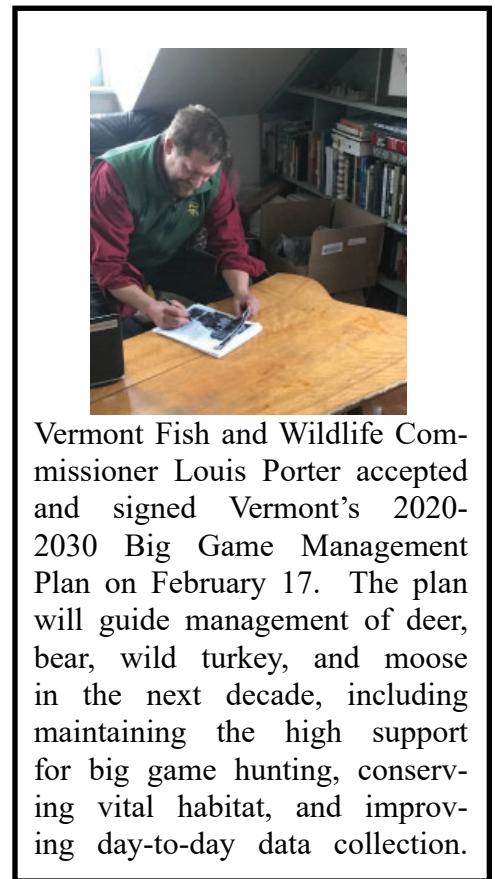 Vermont Fish and Wildlife Com-
missioner Louis Porter accepted
and signed Vermont’s 2020-
2030 Big Game Management
Plan on February 17.  The plan
will guide management of deer,
bear, wild turkey, and moose
in the next decade, including
maintaining the high support
for big game hunting, conserv-
ing vital habitat, and improv-
ing day-to-day data collection.